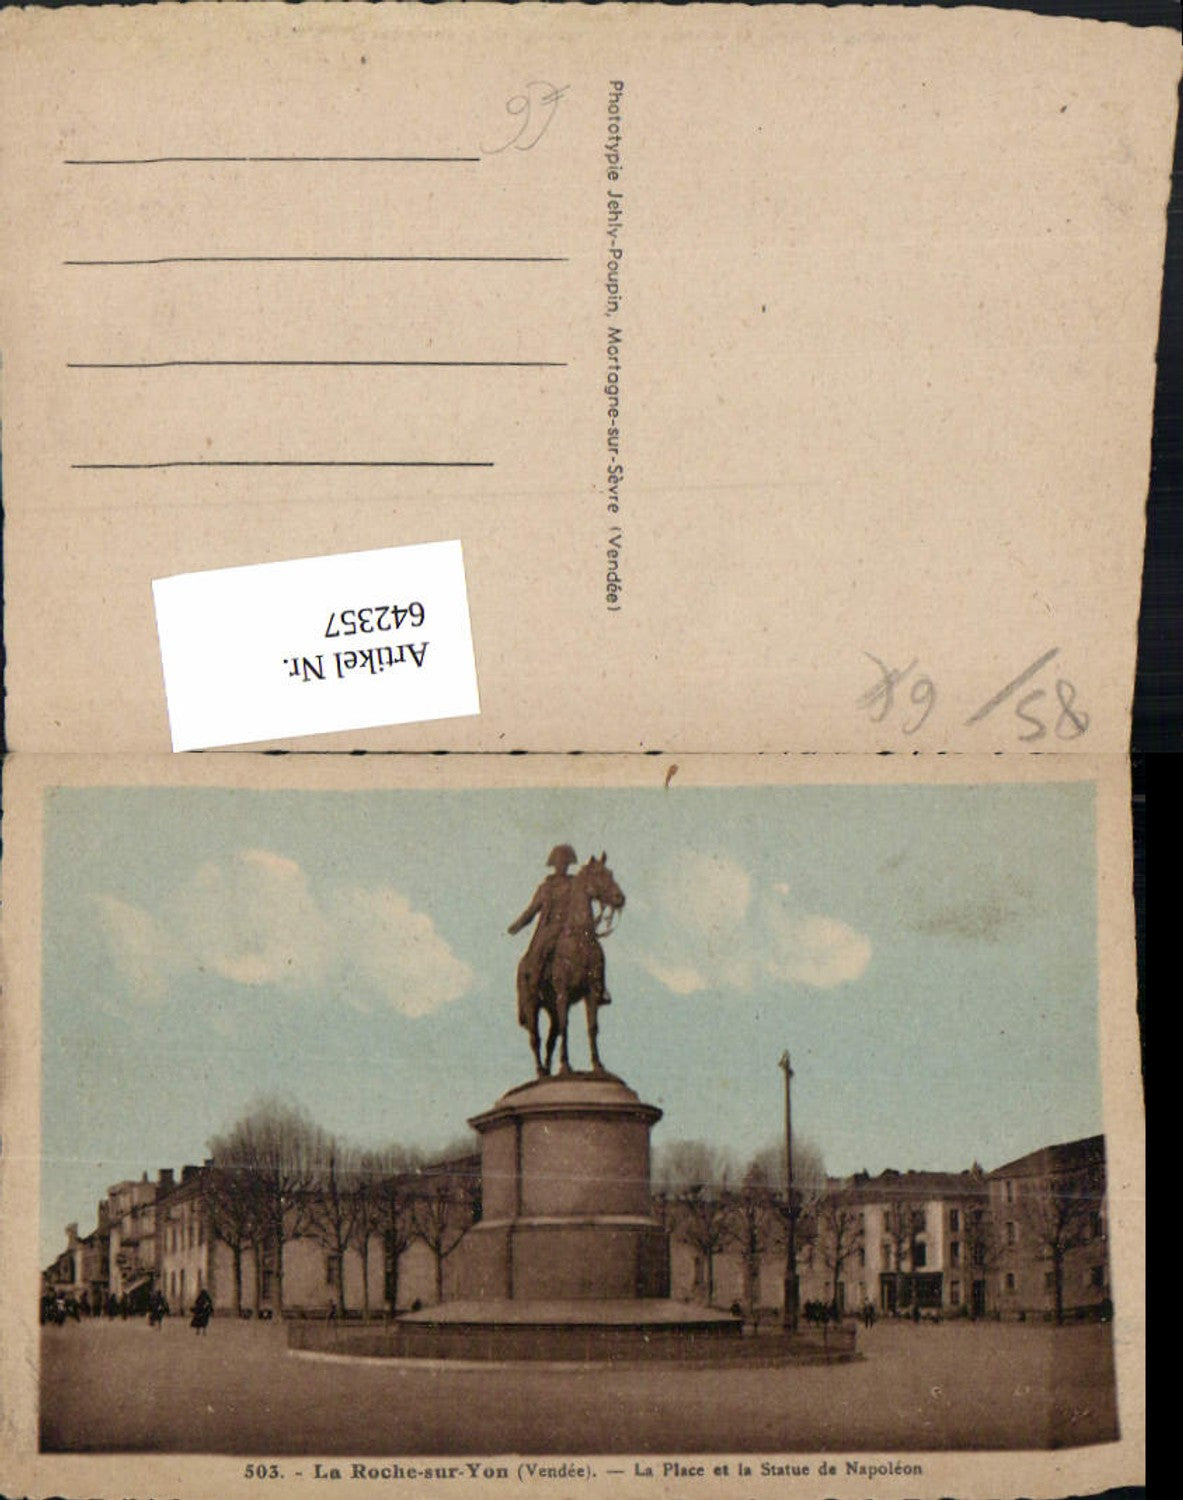 Phototypie Jehly-Poupin, Mortagne-sur-Sèvre (Vendée)
Artikel Nr.
642357
503. - La Roche-sur-Yon (Vendée). — La Place et la Statue de Napoléon